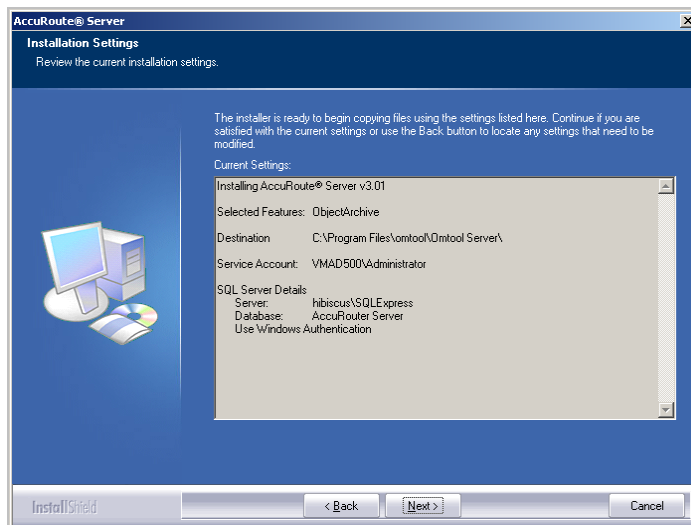 AccuRoute® Server
Installation Settings
Review the current installation settings.
The installer is ready to begin copying files using the settings listed here. Continue if you are
satisfied with the current settings or use the Back button to locate any settings that need to be
modified.
Current Settings:
Installing AccuRoute® Server v3.01
Selected Features: ObjectArchive
Destination C:\Program Files\omtool\Omtool Server\
Service Account: VMAD500\Administrator
SQL Server Details
Server: hibiscus\SQLExpress
Database: AccuRouter Server
Use Windows Authentication
InstallShield
< Back
Next >
Cancel